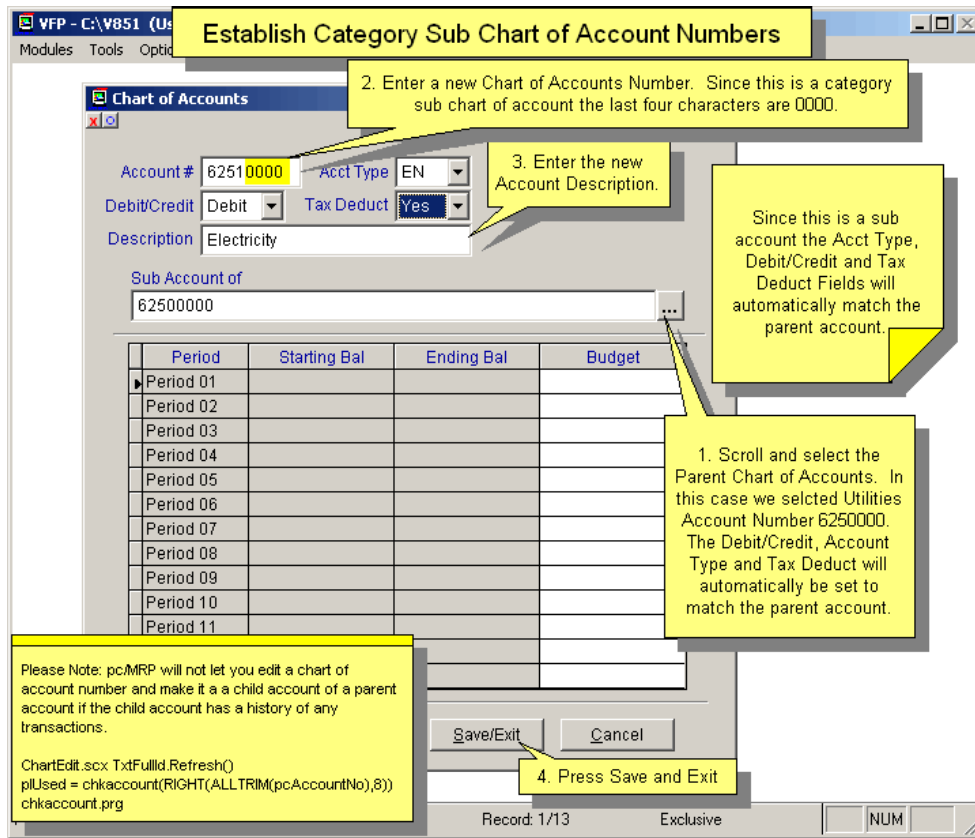 VFP - C:\V851 (Us
Establish Category Sub Chart of Account Numbers
Modules Tools Optio
2. Enter a new Chart of Accounts Number. Since this is a category
sub chart of account the last four characters are 0000.
Chart of Accounts
Account # 62510000 Acct Type EN
3. Enter the new
Account Description.
Debit/Credit Debit Tax Deduct Yes
Description Electricity
Since this is a sub
account the Acct Type,
Debit/Credit and Tax
Deduct Fields will
automatically match the
parent account.
Sub Account of
62500000 ...
Period Starting Bal Ending Bal Budget
Period 01
Period 02
Period 03
Period 04
Period 05
Period 06
Period 07
Period 08
Period 09
Period 10
Period 11
1. Scroll and select the
Parent Chart of Accounts. In
this case we selcted Utilities
Account Number 6250000.
The Debit/Credit, Account
Type and Tax Deduct will
automatically be set to
match the parent account.
Please Note: pc/MRP will not let you edit a chart of
account number and make it a a child account of a parent
account if the child account has a history of any
transactions.
ChartEdit.scx TxtFullId.Refresh()
plUsed = chkaccount(RIGHT(ALLTRIM(pcAccountNo),8))
chkaccount.prg
Save/Exit Cancel
4. Press Save and Exit
Record: 1/13 Exclusive NUM